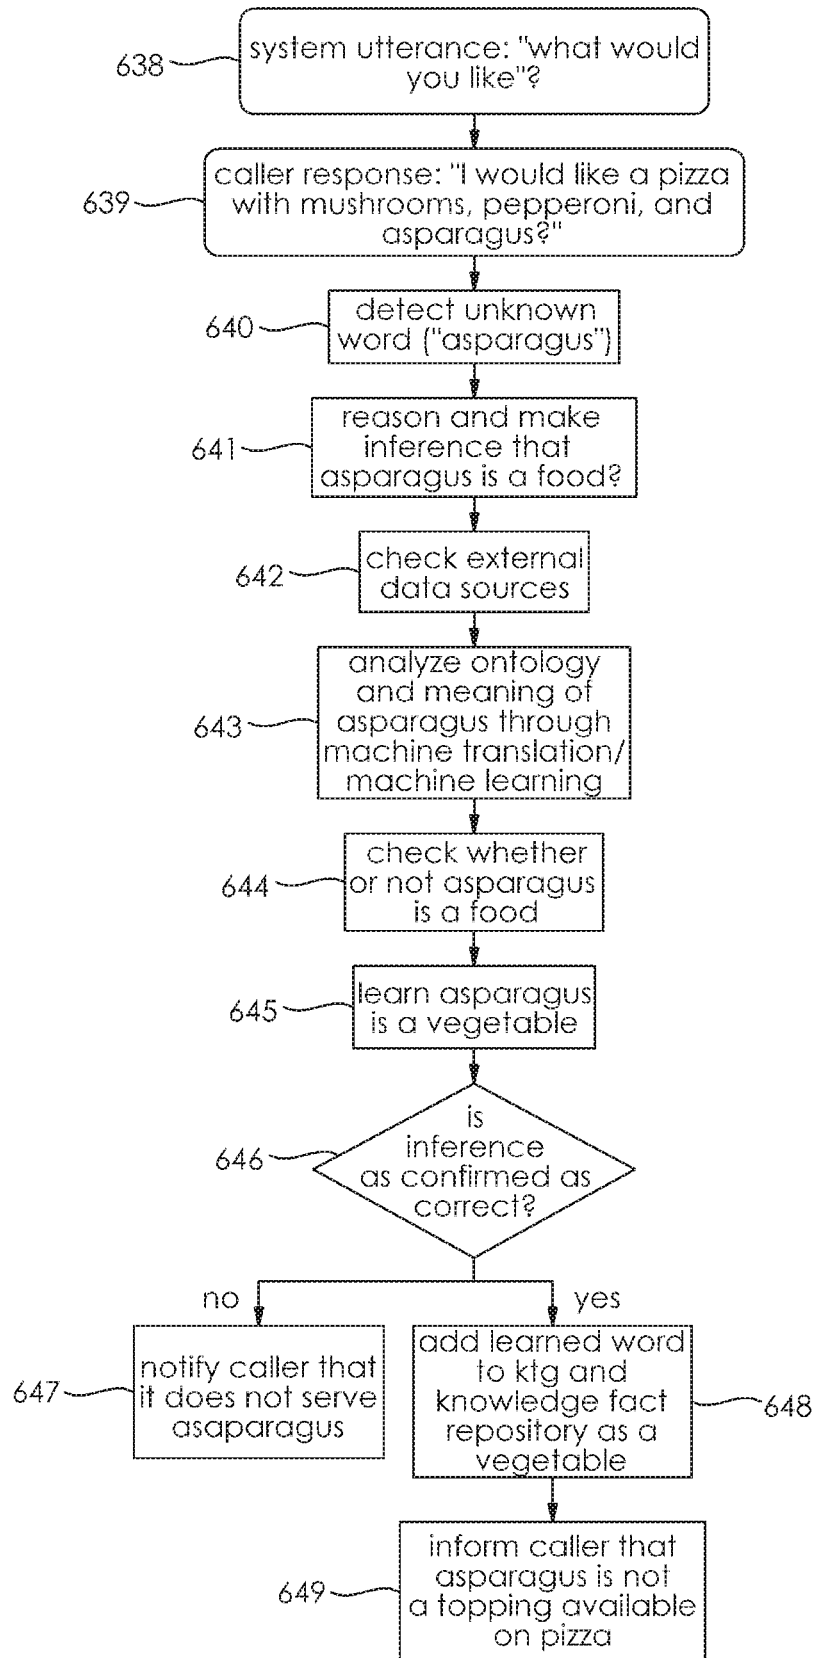 638
system utterance: "what would
you like"?
639
caller response: "I would like a pizza
with mushrooms, pepperoni, and
asparagus?"
640
detect unknown
word ("asparagus")
641
reason and make
inference that
asparagus is a food?
642
check external
data sources
643
analyze ontology
and meaning of
asparagus through
machine translation/
machine learning
644
check whether
or not asparagus
is a food
645
learn asparagus
is a vegetable
646
is
inference
as confirmed as
correct?
no
yes
647
notify caller that
it does not serve
asaparagus
add learned word
to ktg and
knowledge fact
repository as a
vegetable
648
649
inform caller that
asparagus is not
a topping available
on pizza